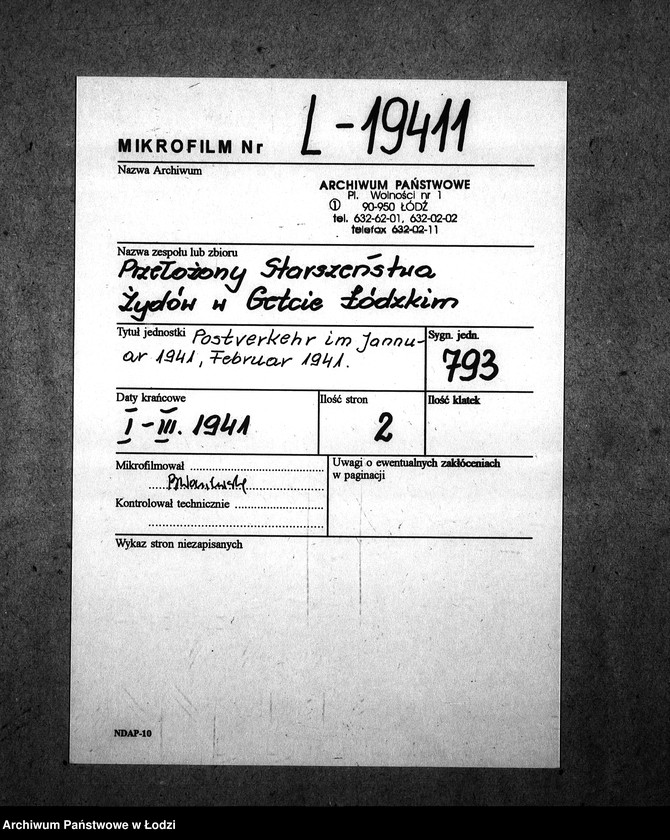 MIKROFILM Nr L-19411
Nazwa Archiwum
ARCHIWUM PAŃSTWOWE
Pl. Wolności nr 1
① 90-950 ŁÓDŹ
tel. 632-62-01, 632-02-02
telefax 632-02-11
Nazwa zespołu lub zbioru
Przełożony Starszeństwa
Żydów w Getcie Łódzkim
Tytuł jednostki Postverkehr im Jannu-
ar 1941, Februar 1941.
Sygn. jedn.
793
Daty krańcowe
I-III. 1941
Ilość stron
2
Ilość klatek
Mikrofilmował
Kontrolował technicznie
Uwagi o ewentualnych zakłóceniach
w paginacji
Wykaz stron niezapisanych
NDAP-10
Archiwum Państwowe w Łodzi